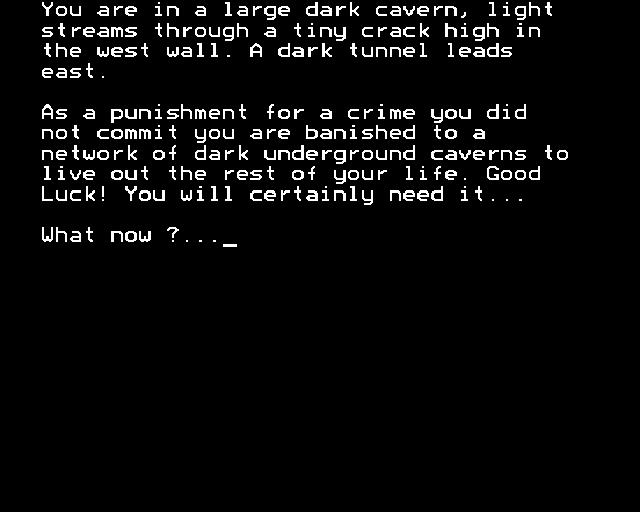 You are in a large dark cavern, light
streams through a tiny crack high in
the west wall. A dark tunnel leads
east.
As a punishment for a crime you did
not commit you are banished to a
network of dark underground caverns to
live out the rest of your life. Good
Luck! You will certainly need it...
What now ?..._